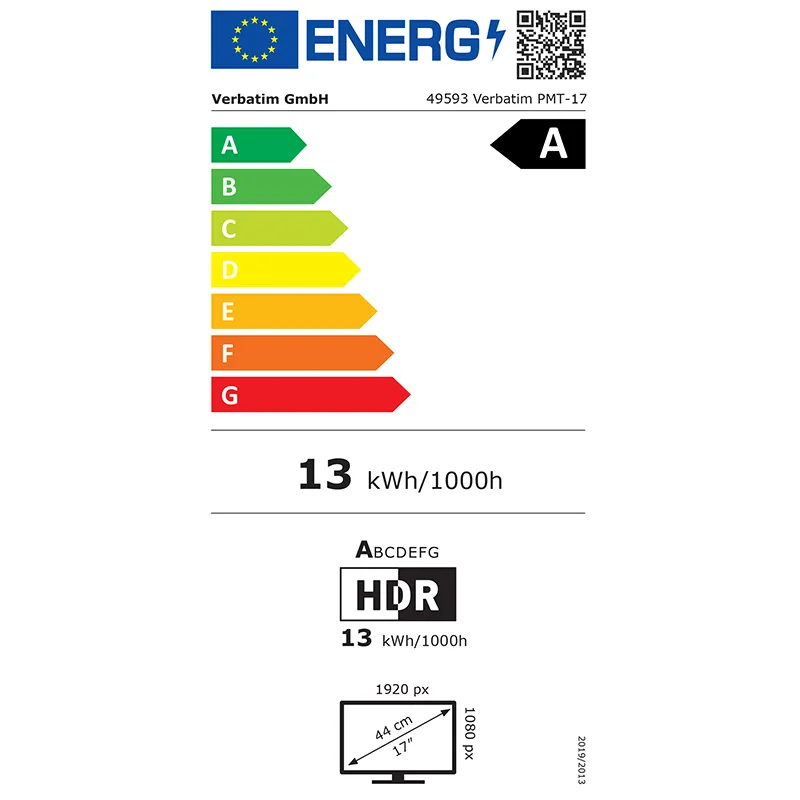 ENERG
Verbatim GmbH
49593 Verbatim PMT-17
A
A
B
C
D
E
F
G
13 kWh/1000h
ABCDEFG
HDR
13 kWh/1000h
1920 px
1080 px
44 cm
17"
2019/2013